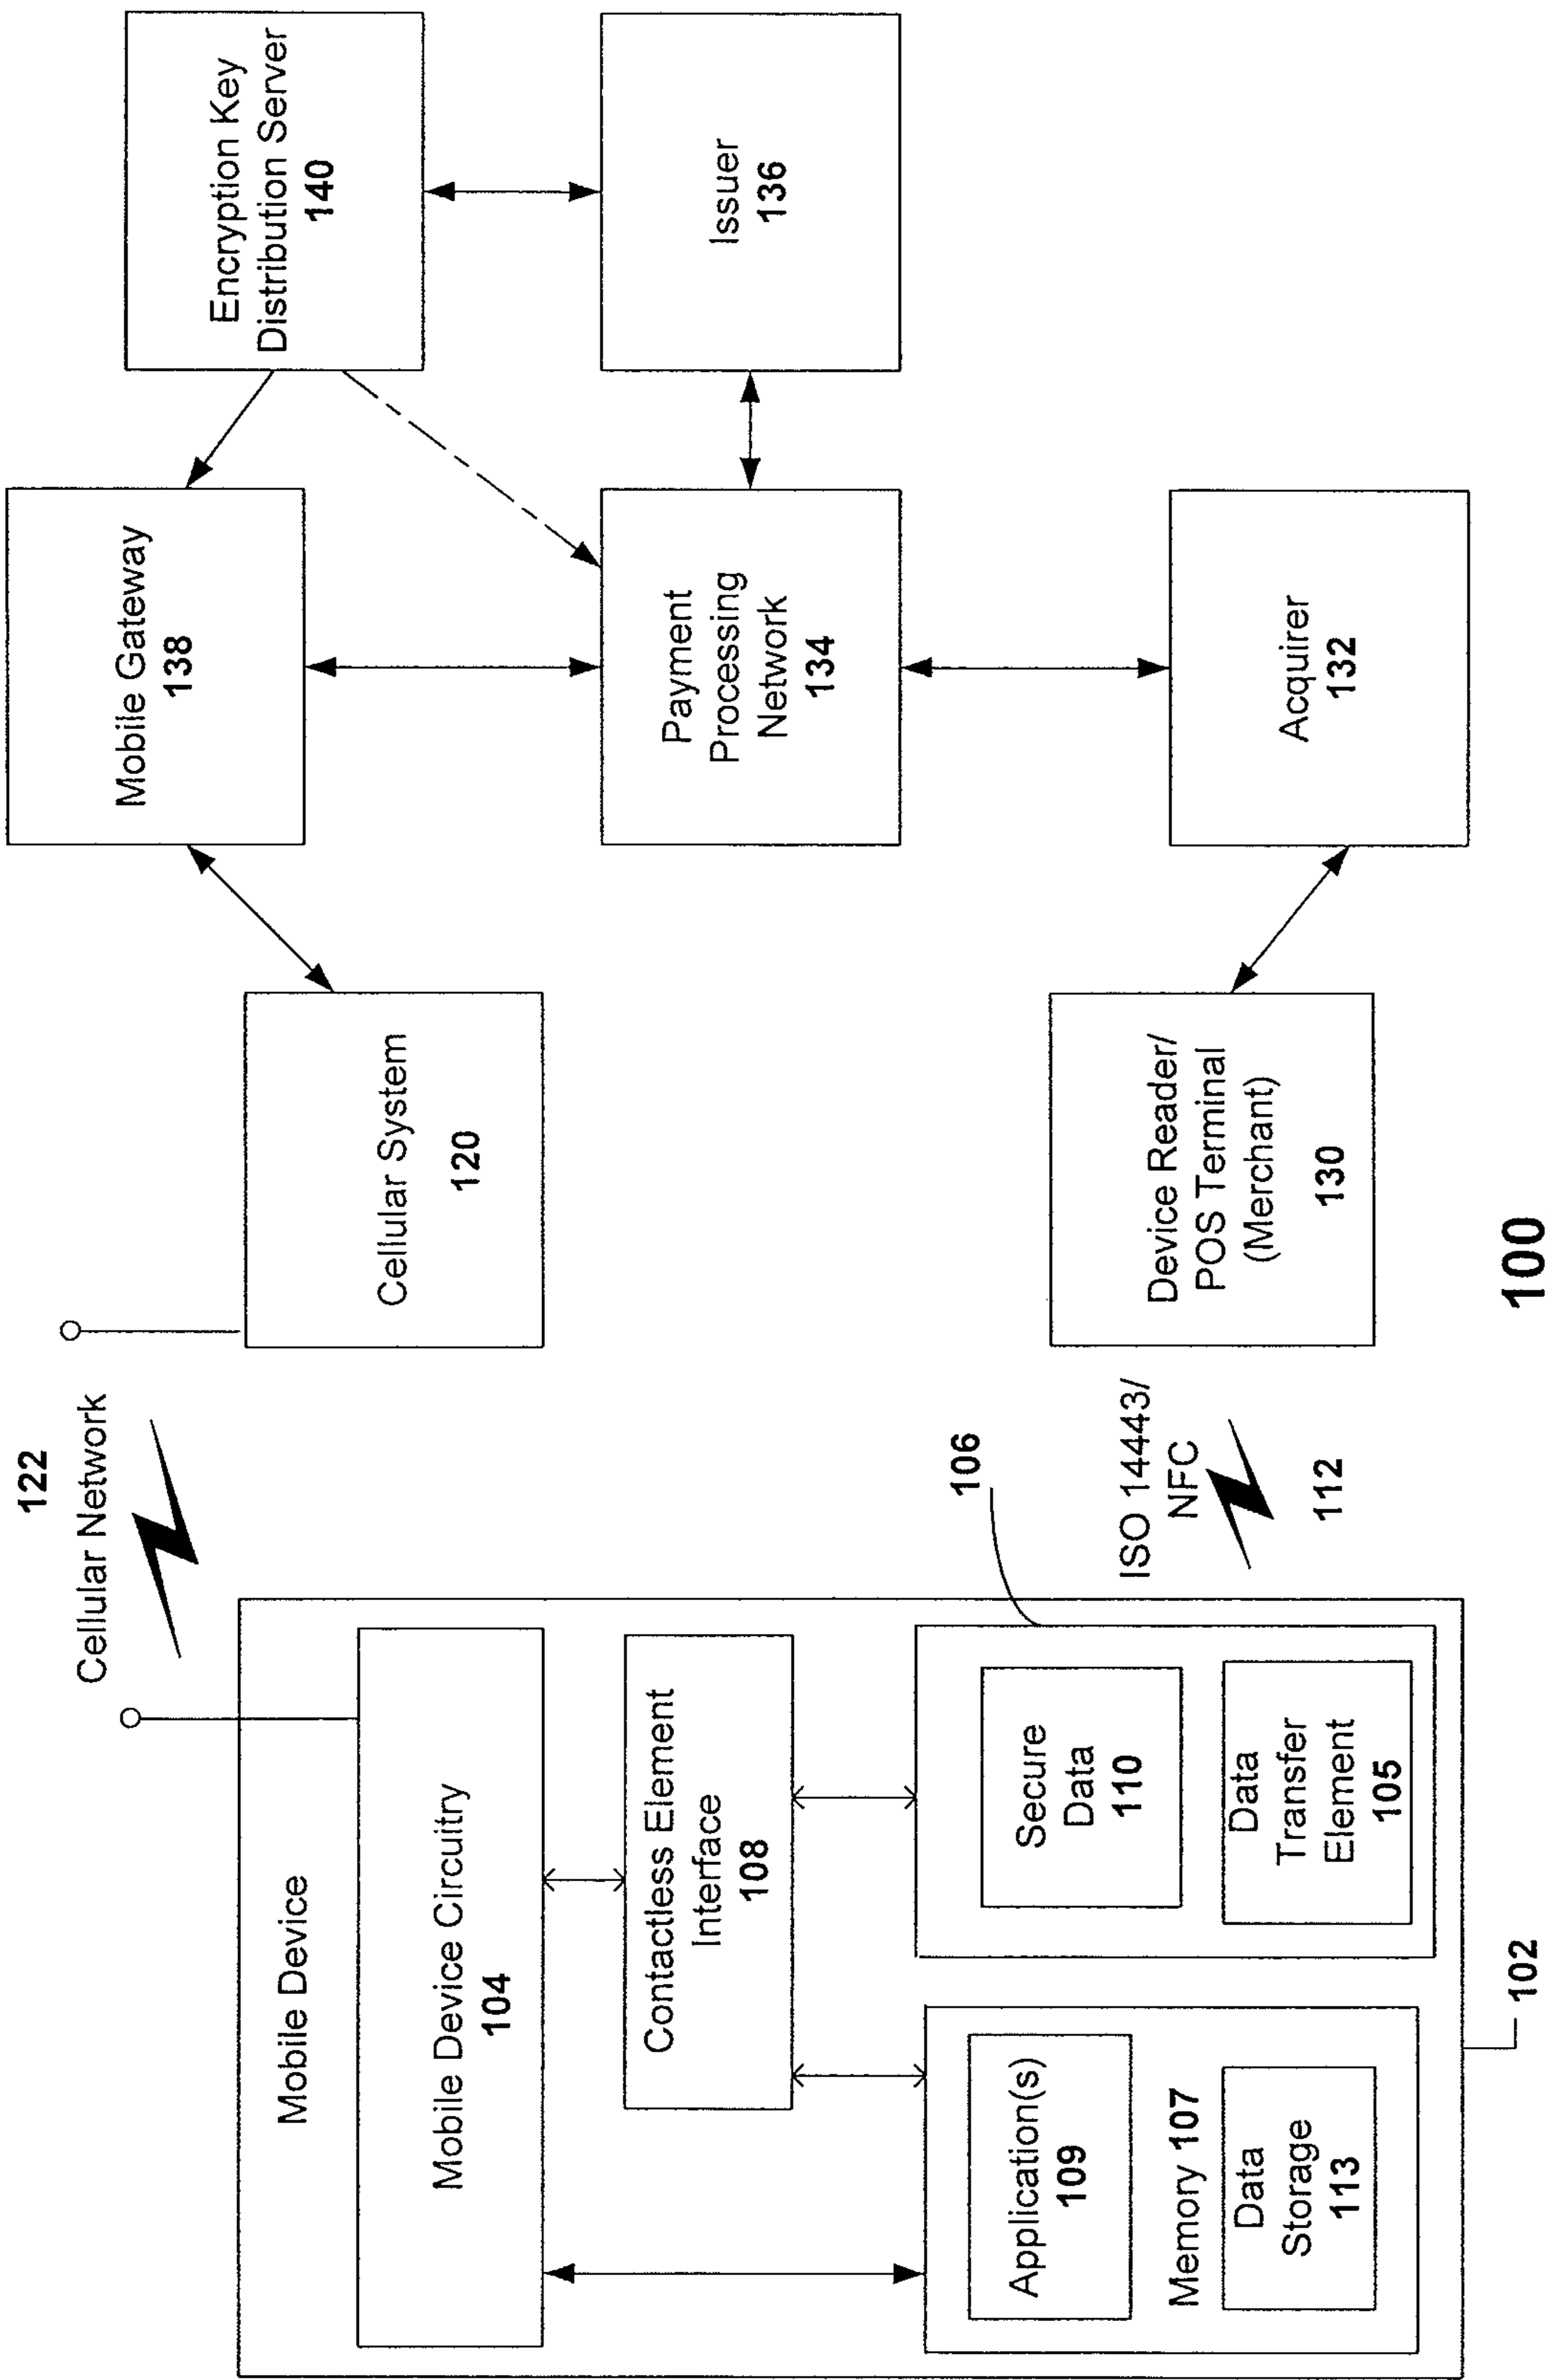 122
Cellular Network
Mobile Device
Mobile Device Circuitry
104
Contactless Element
Interface
108
Application(s)
109
Memory 107
Data
Storage
113
Secure
Data
110
Data
Transfer
Element
105
106
102
ISO 14443/
NFC
112
Cellular System
120
Device Reader/
POS Terminal
(Merchant)
130
Mobile Gateway
138
Payment
Processing
Network
134
Acquirer
132
Encryption Key
Distribution Server
140
Issuer
136
100